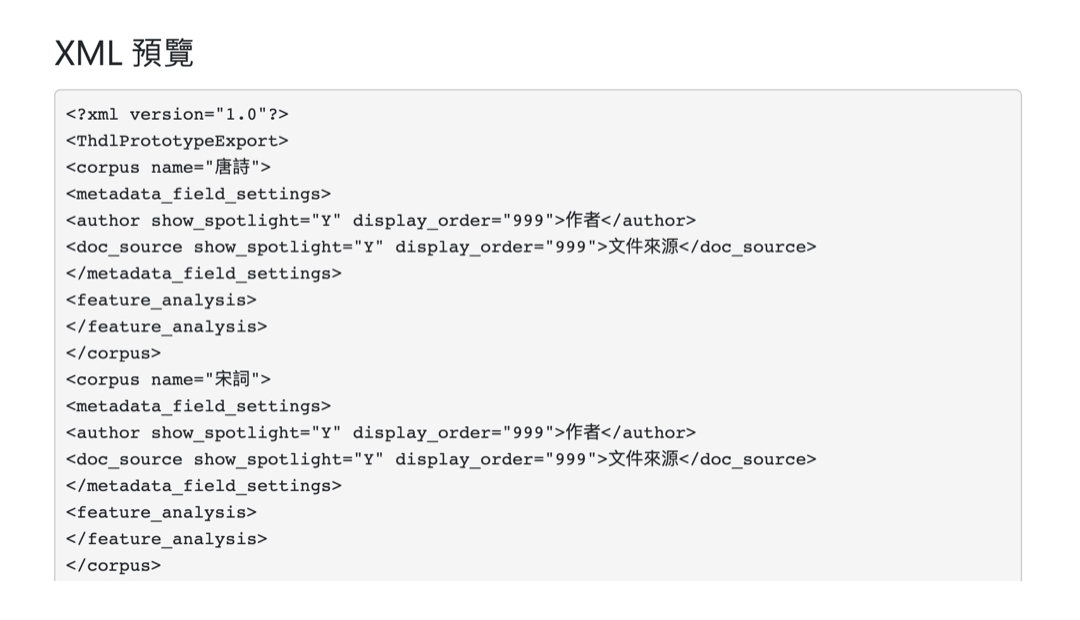 XML 預覽
<?xml version="1.0"?>
<ThdlPrototypeExport>
<corpus name="唐詩">
<metadata_field_settings>
<author show_spotlight="Y" display_order="999">作者</author>
<doc_source show_spotlight="Y" display_order="999">文件來源</doc_source>
</metadata_field_settings>
<feature_analysis>
</feature_analysis>
</corpus>
<corpus name="宋詞">
<metadata_field_settings>
<author show_spotlight="Y" display_order="999">作者</author>
<doc_source show_spotlight="Y" display_order="999">文件來源</doc_source>
</metadata_field_settings>
<feature_analysis>
</feature_analysis>
</corpus>